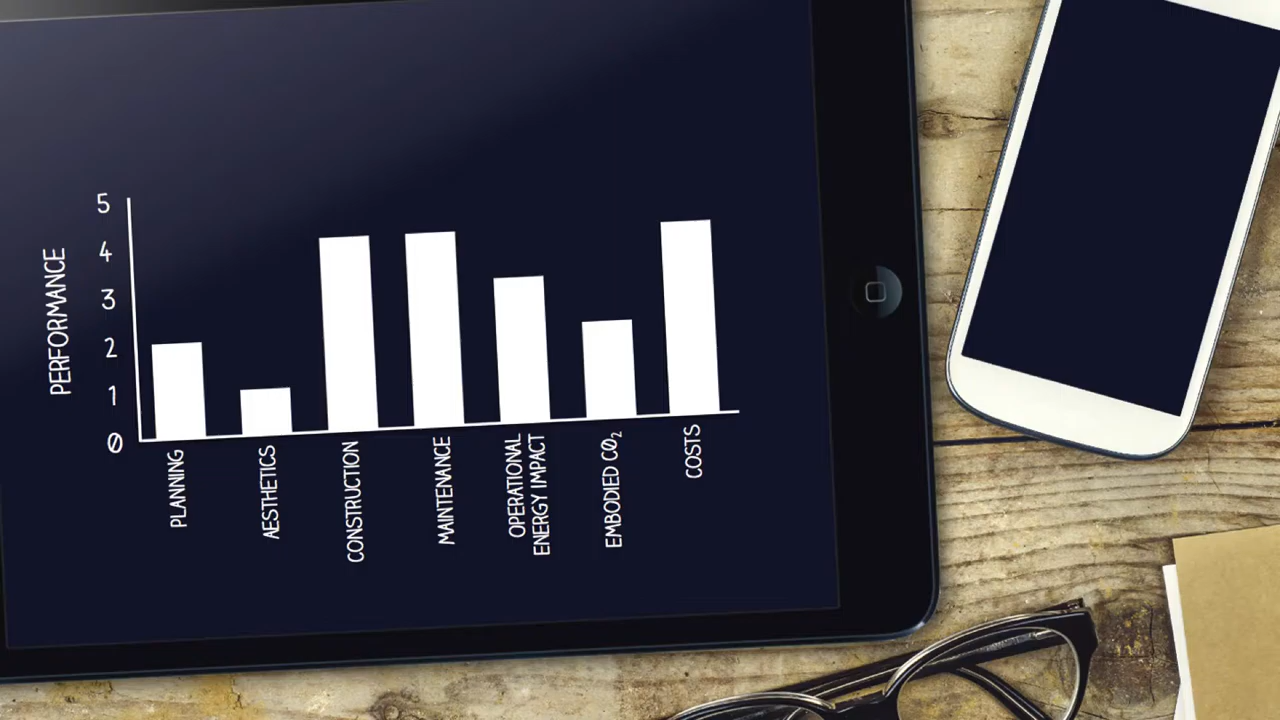 PERFORMANCE
5
4
3
2
1
0
PLANNING
AESTHETICS
CONSTRUCTION
MAINTENANCE
OPERATIONAL
ENERGY IMPACT
EMBODIED CO₂
COSTS